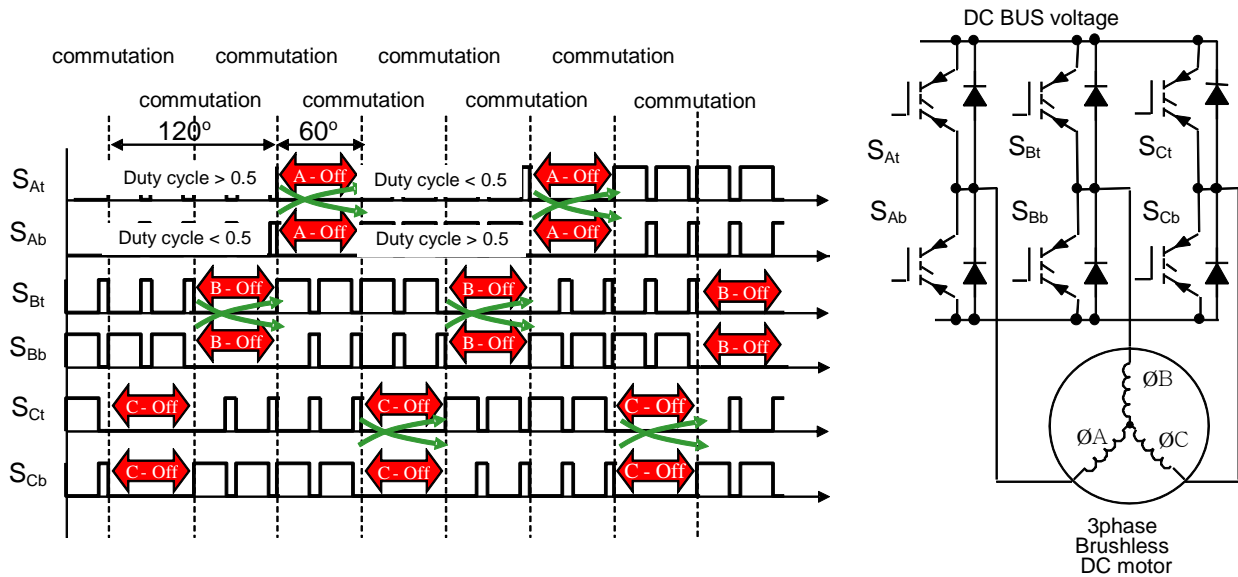 commutation commutation commutation commutation
commutation commutation commutation commutation
120º 60º
SAt Duty cycle > 0.5 A - Off Duty cycle < 0.5 A - Off
SAb Duty cycle < 0.5 A - Off Duty cycle > 0.5 A - Off
SBt B - Off B - Off B - Off
SBb B - Off B - Off B - Off
SCt C - Off C - Off C - Off
SCb C - Off C - Off C - Off
DC BUS voltage
SAt SBt SCt
SAb SBb SCb
ØB
ØA ØC
3phase
Brushless
DC motor